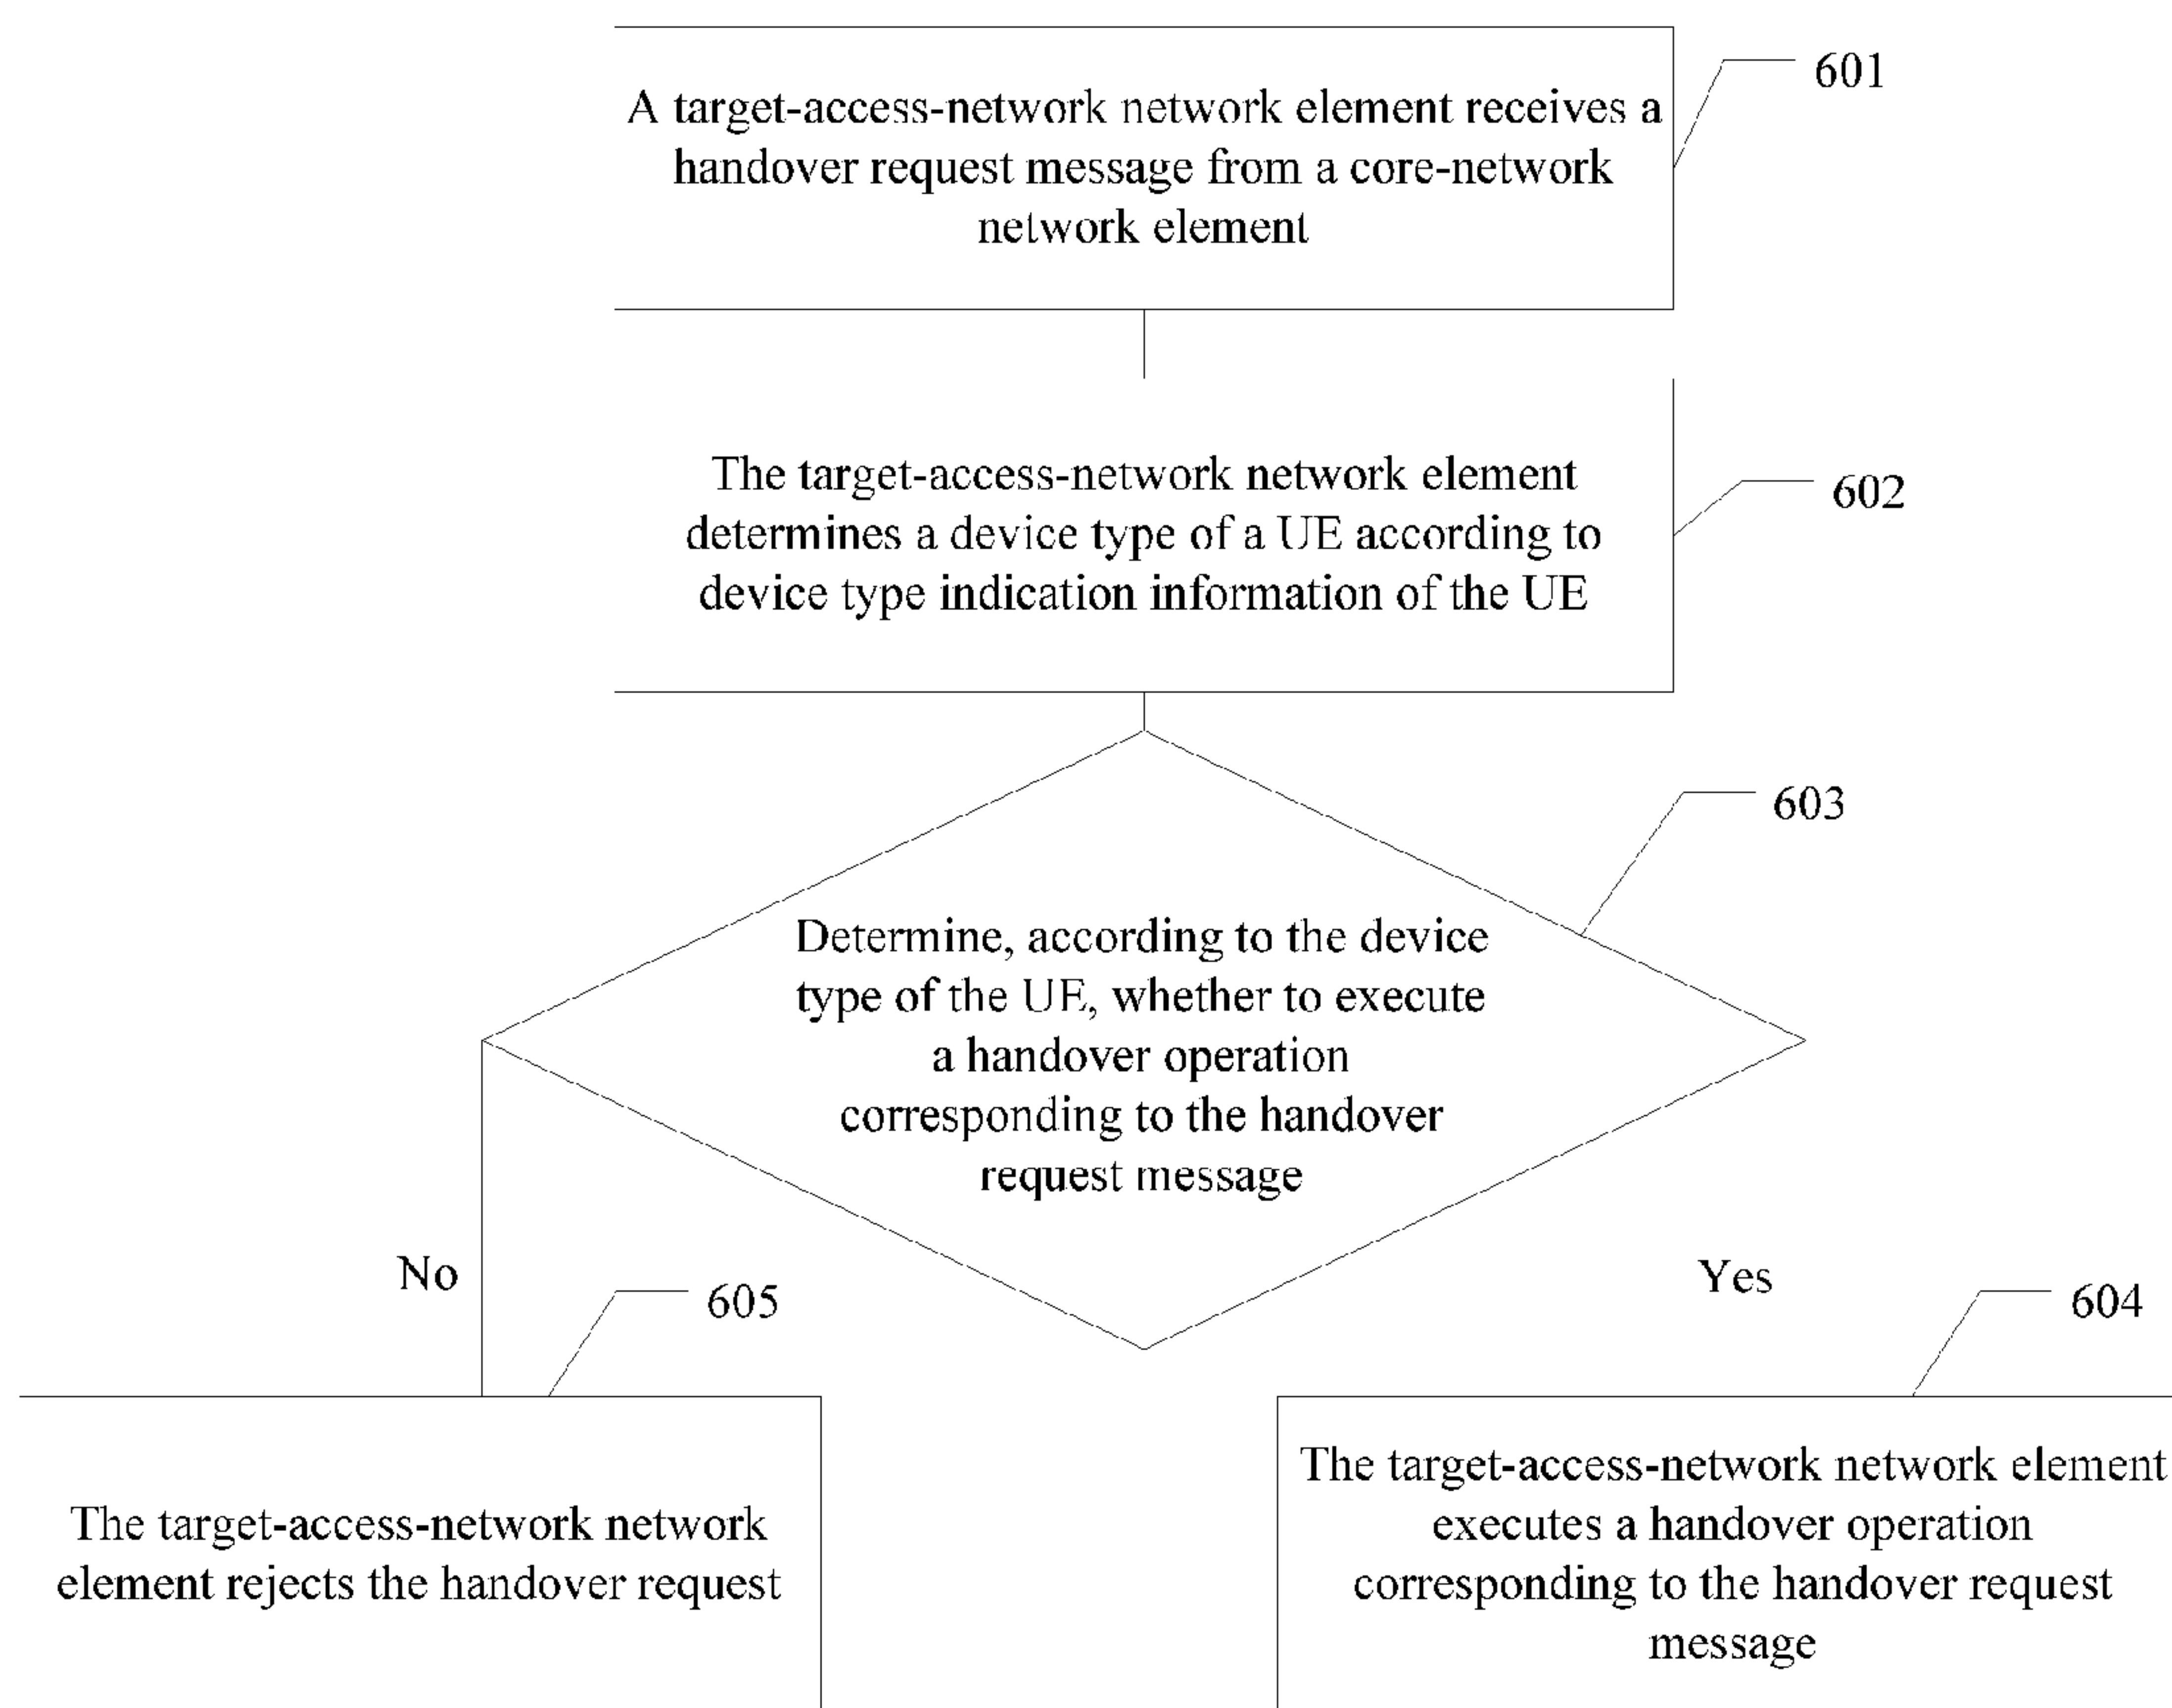 A target-access-network network element receives a
handover request message from a core-network
network element
601
The target-access-network network element
determines a device type of a UE according to
device type indication information of the UE
602
603
Determine, according to the device
type of the UE, whether to execute
a handover operation
corresponding to the handover
request message
No
Yes
605
604
The target-access-network network
element rejects the handover request
The target-access-network network element
executes a handover operation
corresponding to the handover request
message